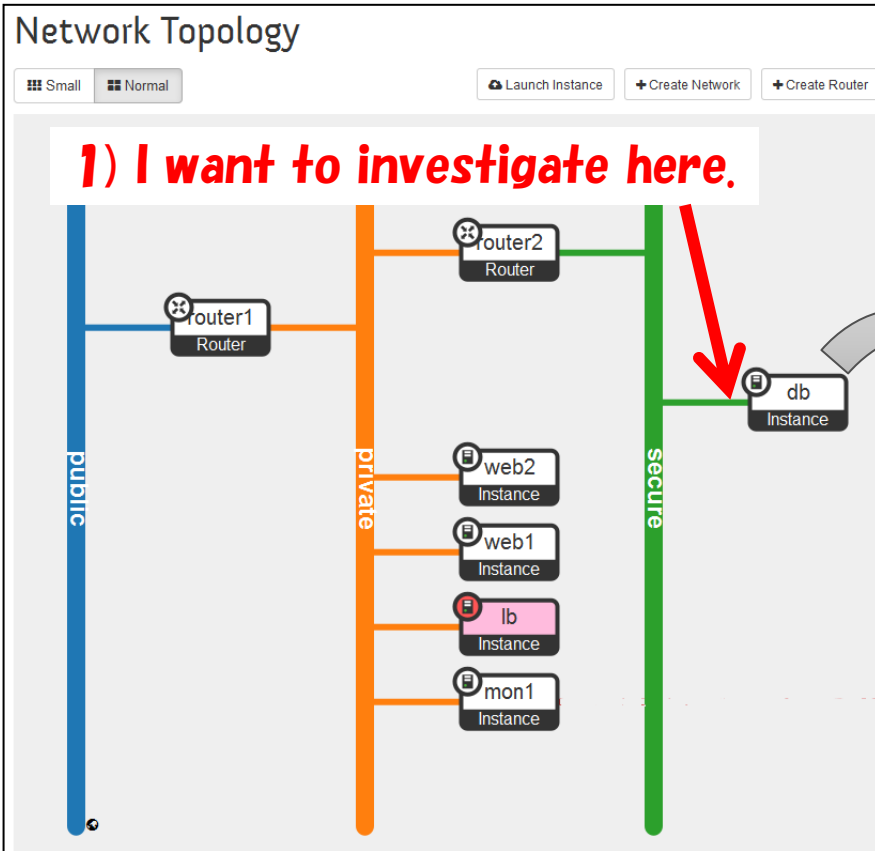 Network Topology
Small
Normal
Launch Instance
Create Network
Create Router
1) I want to investigate here.
router2
Router
router1
Router
db
Instance
public
private
secure
web2
Instance
web1
Instance
lb
Instance
mon1
Instance